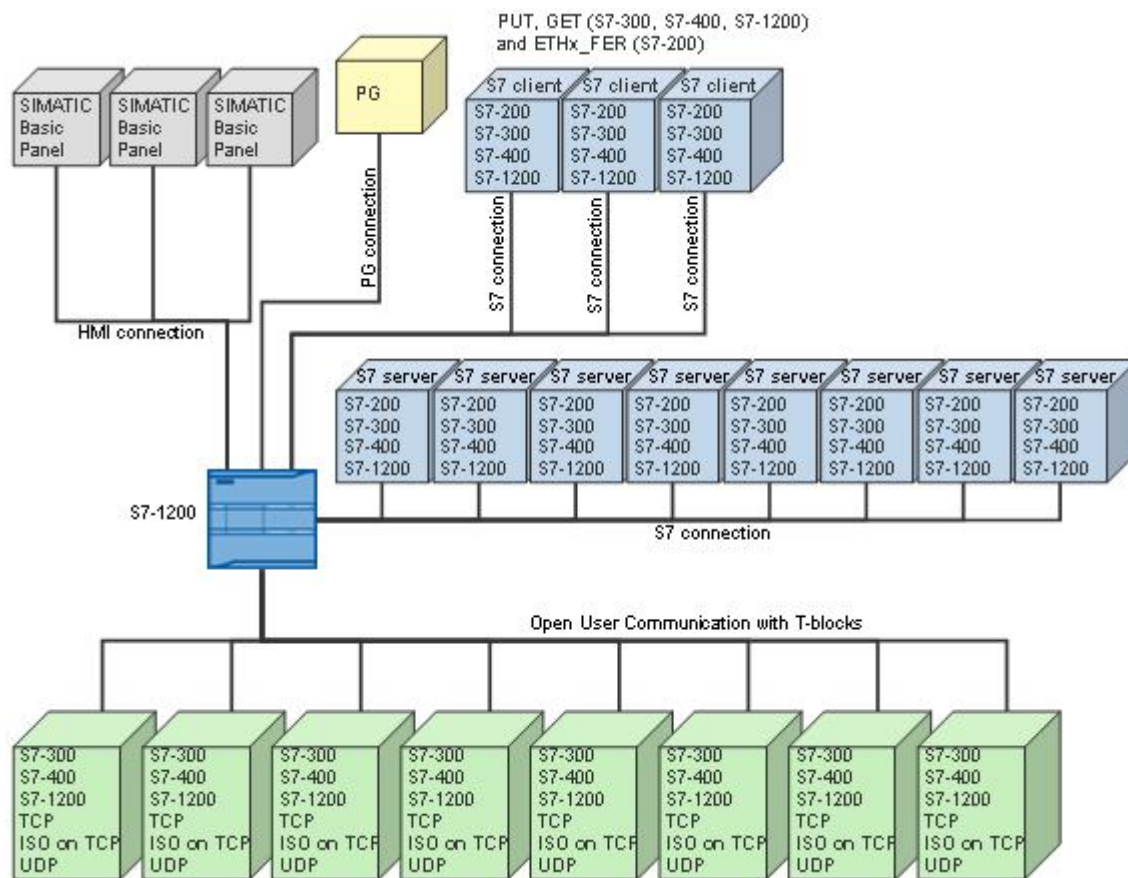 PUT, GET (S7-300, S7-400, S7-1200)
and ETHx_FER (S7-200)
SIMATIC
Basic
Panel
SIMATIC
Basic
Panel
SIMATIC
Basic
Panel
PG
S7 client
S7-200
S7-300
S7-400
S7-1200
S7 client
S7-200
S7-300
S7-400
S7-1200
S7 client
S7-200
S7-300
S7-400
S7-1200
PG connection
S7 connection
S7 connection
S7 connection
HMI connection
S7 server
S7-200
S7-300
S7-400
S7-1200
S7 server
S7-200
S7-300
S7-400
S7-1200
S7 server
S7-200
S7-300
S7-400
S7-1200
S7 server
S7-200
S7-300
S7-400
S7-1200
S7 server
S7-200
S7-300
S7-400
S7-1200
S7 server
S7-200
S7-300
S7-400
S7-1200
S7 server
S7-200
S7-300
S7-400
S7-1200
S7 server
S7-200
S7-300
S7-400
S7-1200
S7-1200
S7 connection
Open User Communication with T-blocks
S7-300
S7-400
S7-1200
TCP
ISO on TCP
UDP
S7-300
S7-400
S7-1200
TCP
ISO on TCP
UDP
S7-300
S7-400
S7-1200
TCP
ISO on TCP
UDP
S7-300
S7-400
S7-1200
TCP
ISO on TCP
UDP
S7-300
S7-400
S7-1200
TCP
ISO on TCP
UDP
S7-300
S7-400
S7-1200
TCP
ISO on TCP
UDP
S7-300
S7-400
S7-1200
TCP
ISO on TCP
UDP
S7-300
S7-400
S7-1200
TCP
ISO on TCP
UDP